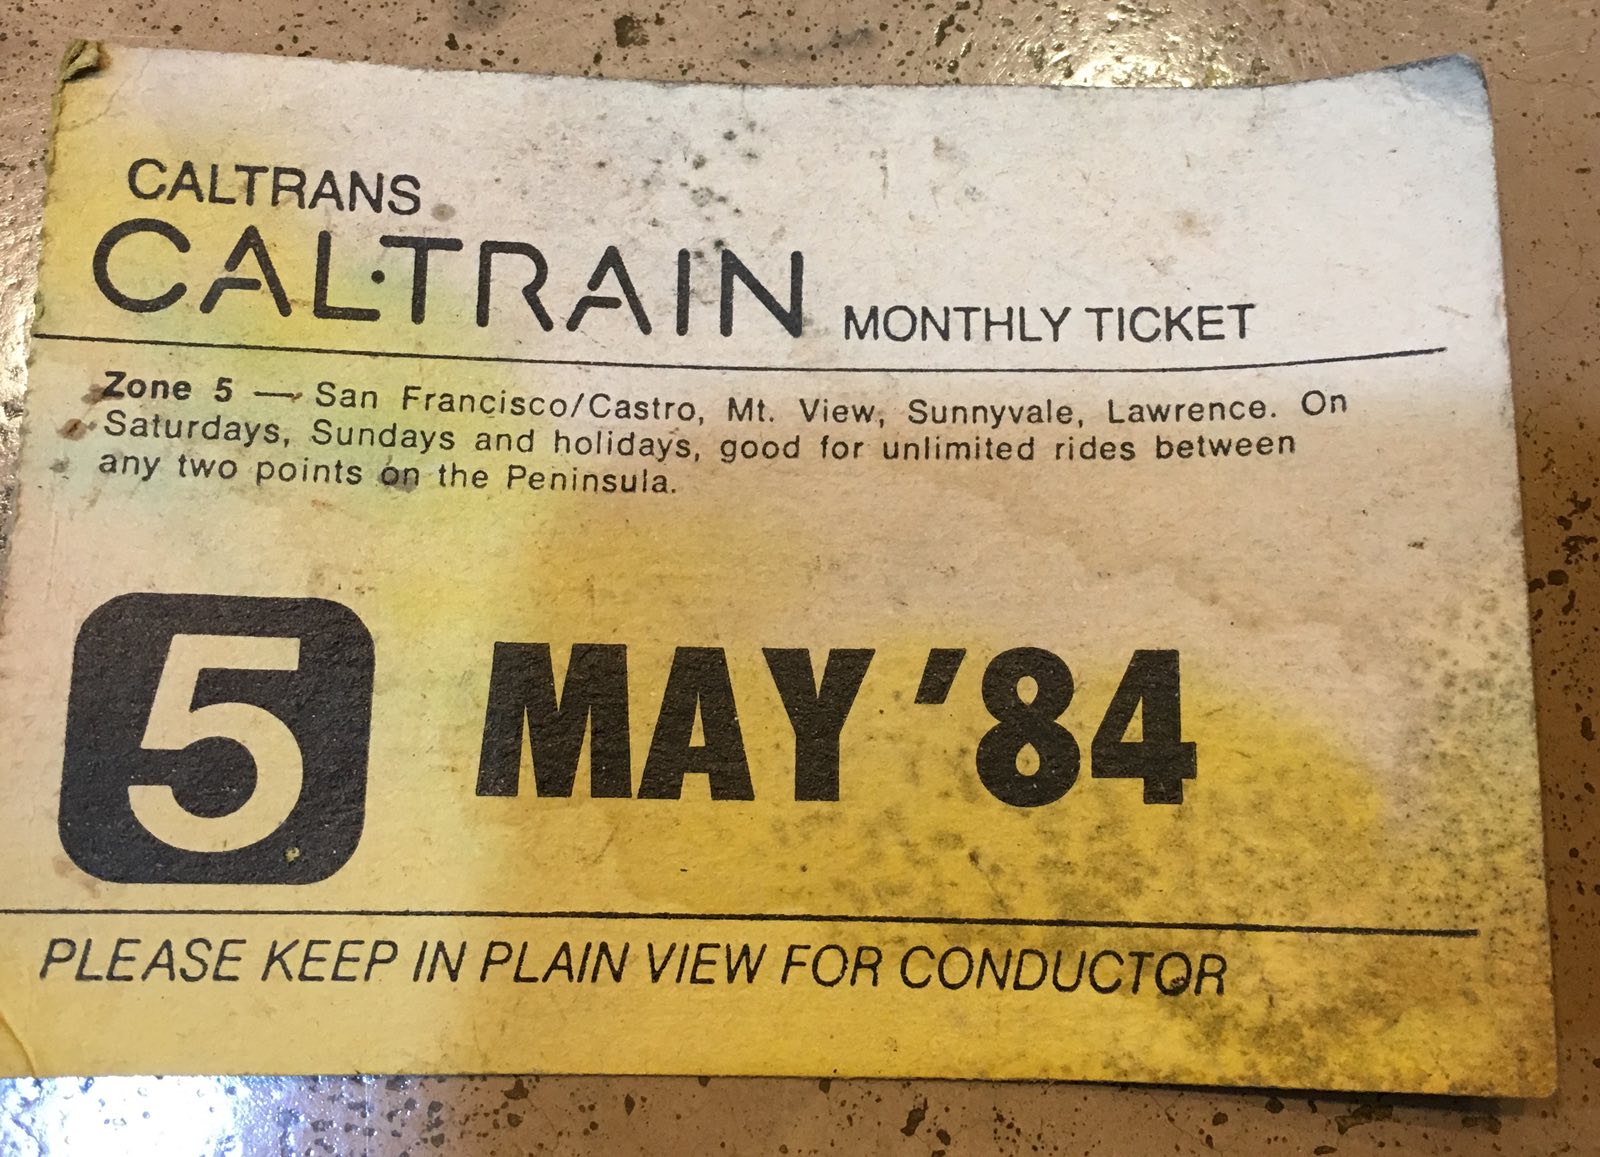 CALTRANS
CAL·TRAIN MONTHLY TICKET
Zone 5 — San Francisco/Castro, Mt. View, Sunnyvale, Lawrence. On
Saturdays, Sundays and holidays, good for unlimited rides between
any two points on the Peninsula.
5 MAY '84
PLEASE KEEP IN PLAIN VIEW FOR CONDUCTOR